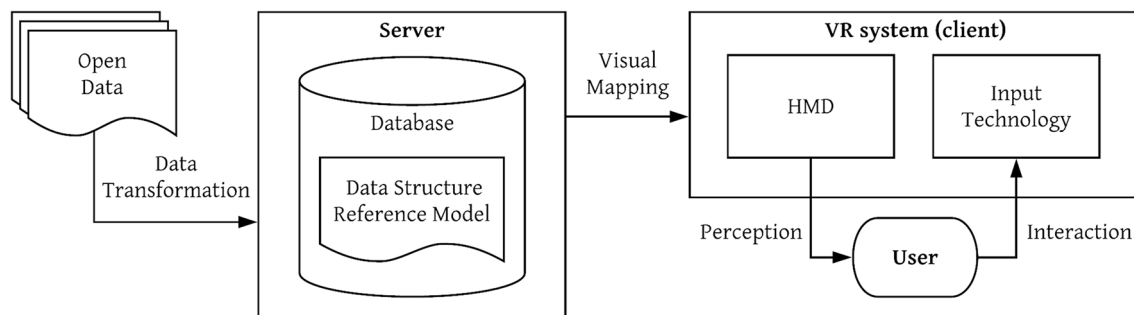 Open
Data
Data
Transformation
Server
Database
Data Structure
Reference Model
Visual
Mapping
VR system (client)
HMD
Input
Technology
Perception
User
Interaction